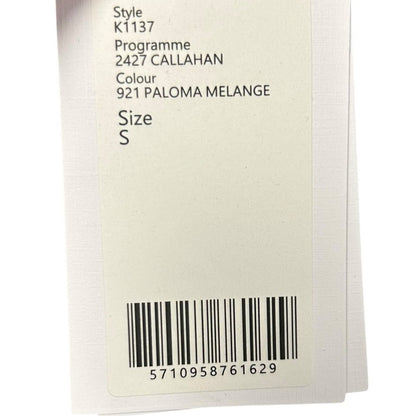 Style
K1137
Programme
2427 CALLAHAN
Colour
921 PALOMA MELANGE
Size
S
5710958761629